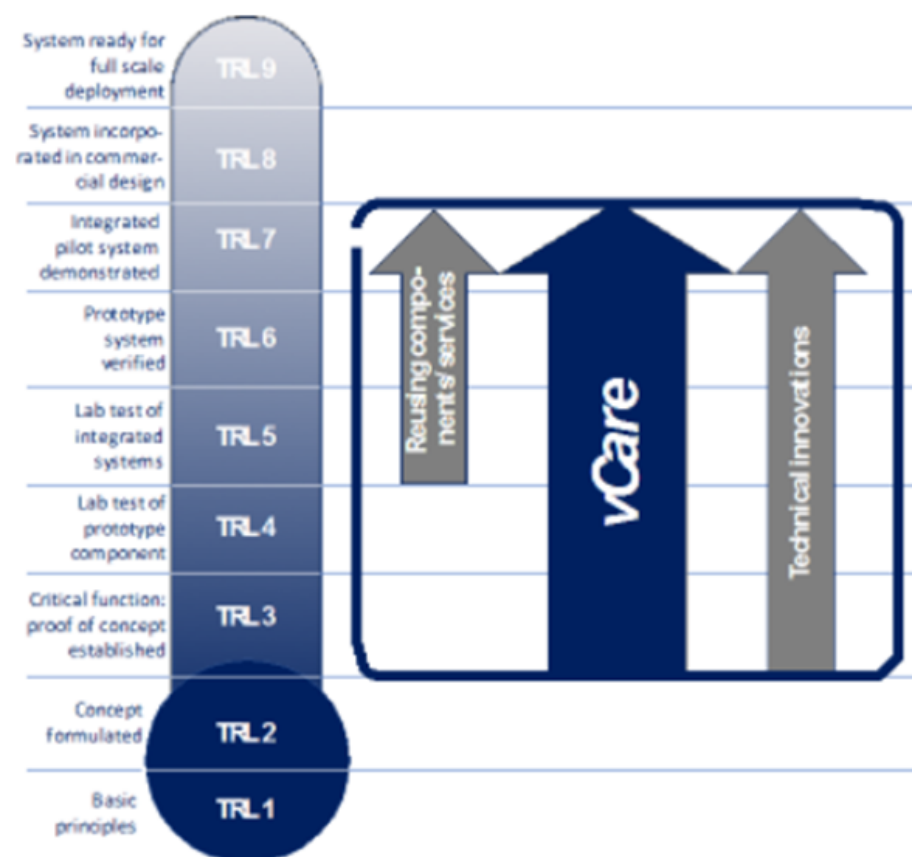 System ready for
full scale
deployment
TRL 9
System incorpo-
rated in commer-
cial design
TRL 8
Integrated
pilot system
demonstrated
TRL 7
Prototype
system
verified
TRL 6
Lab test of
integrated
systems
TRL 5
Lab test of
prototype
component
TRL 4
Critical function:
proof of concept
established
TRL 3
Concept
formulated
TRL 2
Basic
principles
TRL 1
Reusing compo-
nents/ services
vCare
Technical innovations